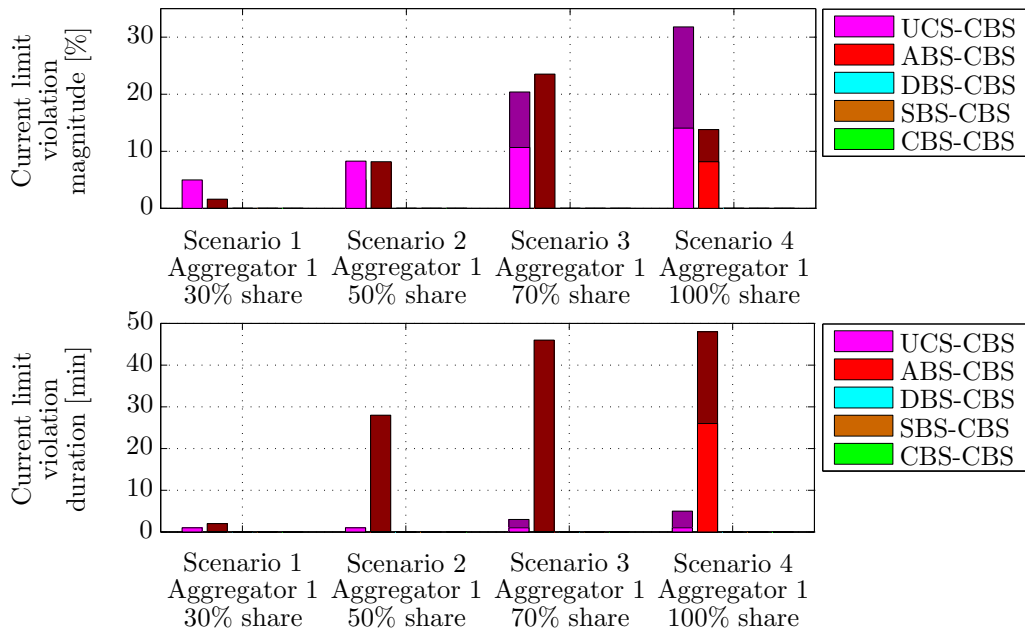 Current limit
violation
magnitude [%]
30
20
10
0
Scenario 1
Aggregator 1
30% share
Scenario 2
Aggregator 1
50% share
Scenario 3
Aggregator 1
70% share
Scenario 4
Aggregator 1
100% share
UCS-CBS
ABS-CBS
DBS-CBS
SBS-CBS
CBS-CBS
Current limit
violation
duration [min]
50
40
30
20
10
0
Scenario 1
Aggregator 1
30% share
Scenario 2
Aggregator 1
50% share
Scenario 3
Aggregator 1
70% share
Scenario 4
Aggregator 1
100% share
UCS-CBS
ABS-CBS
DBS-CBS
SBS-CBS
CBS-CBS